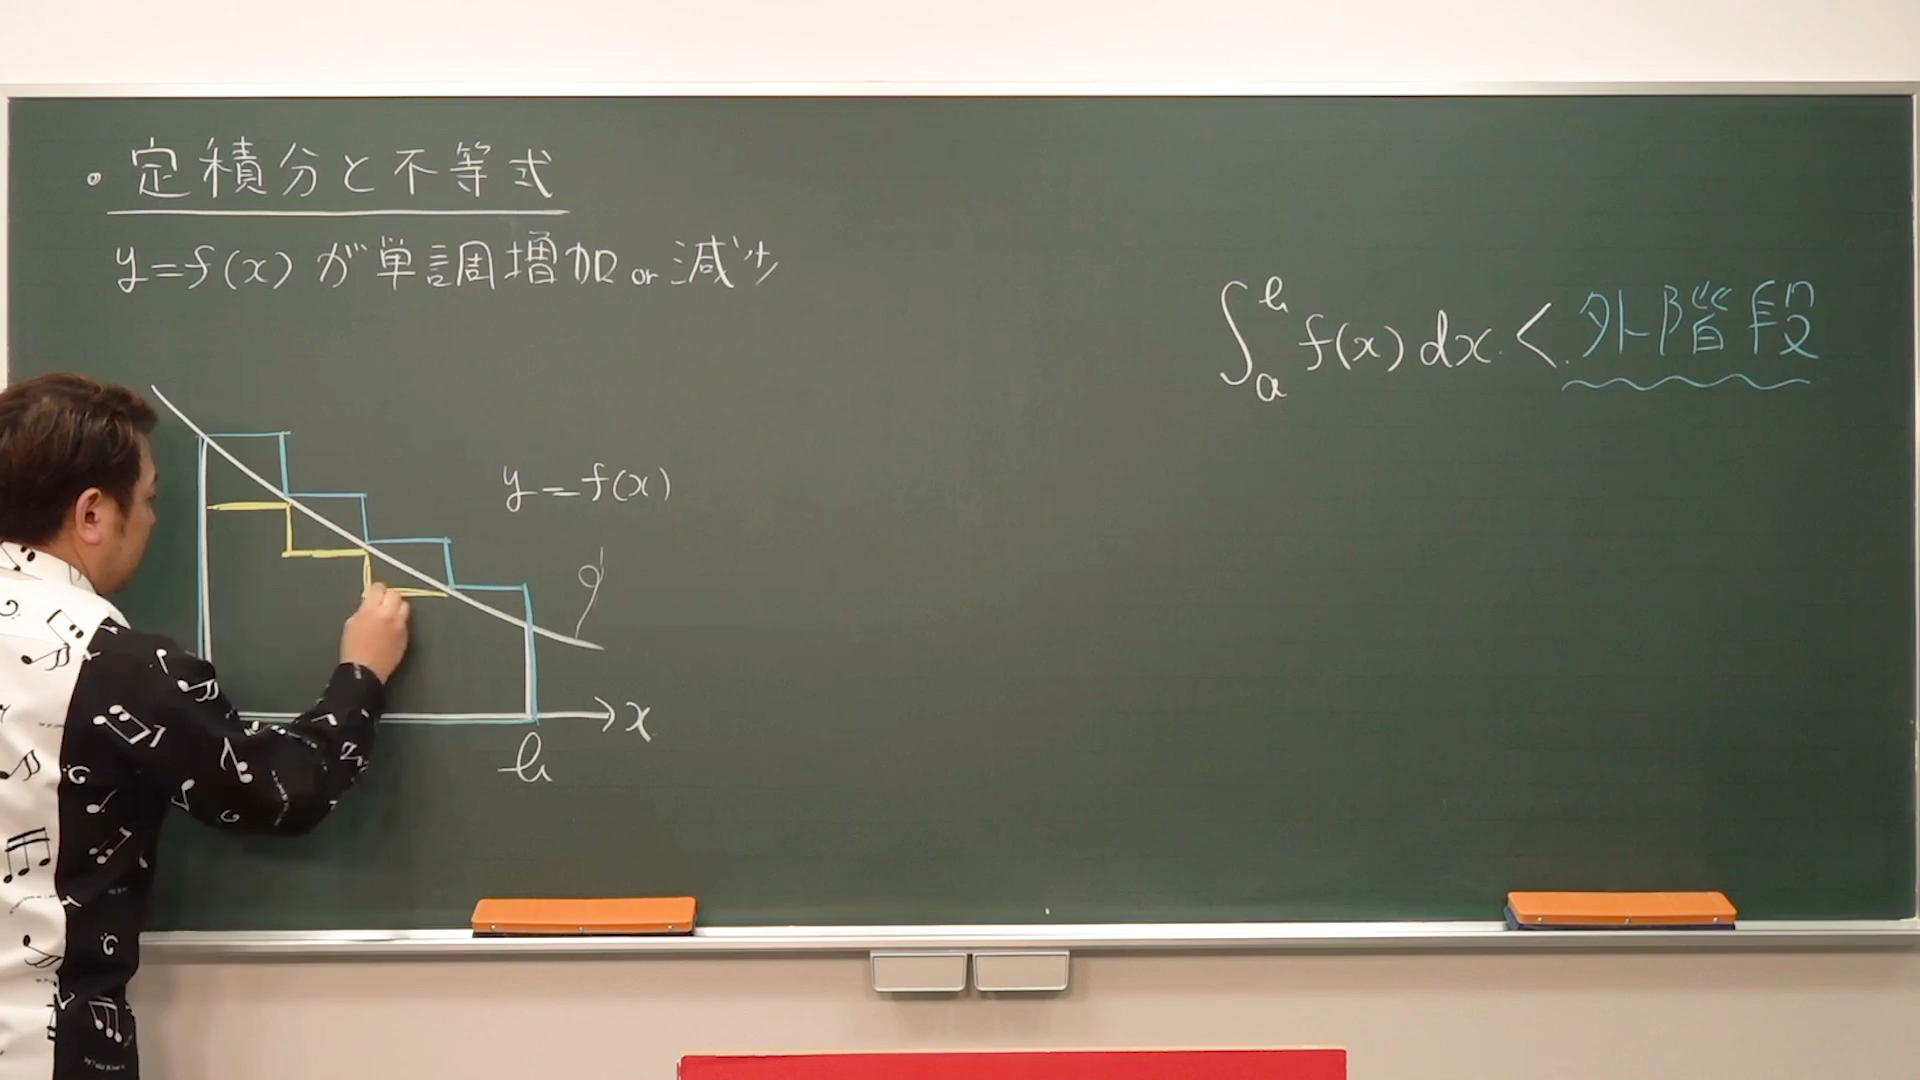 ・定積分と不等式
y=f(x) が単調増加 or 減少
∫_a^b f(x)dx < 外階段
y=f(x)
x
b